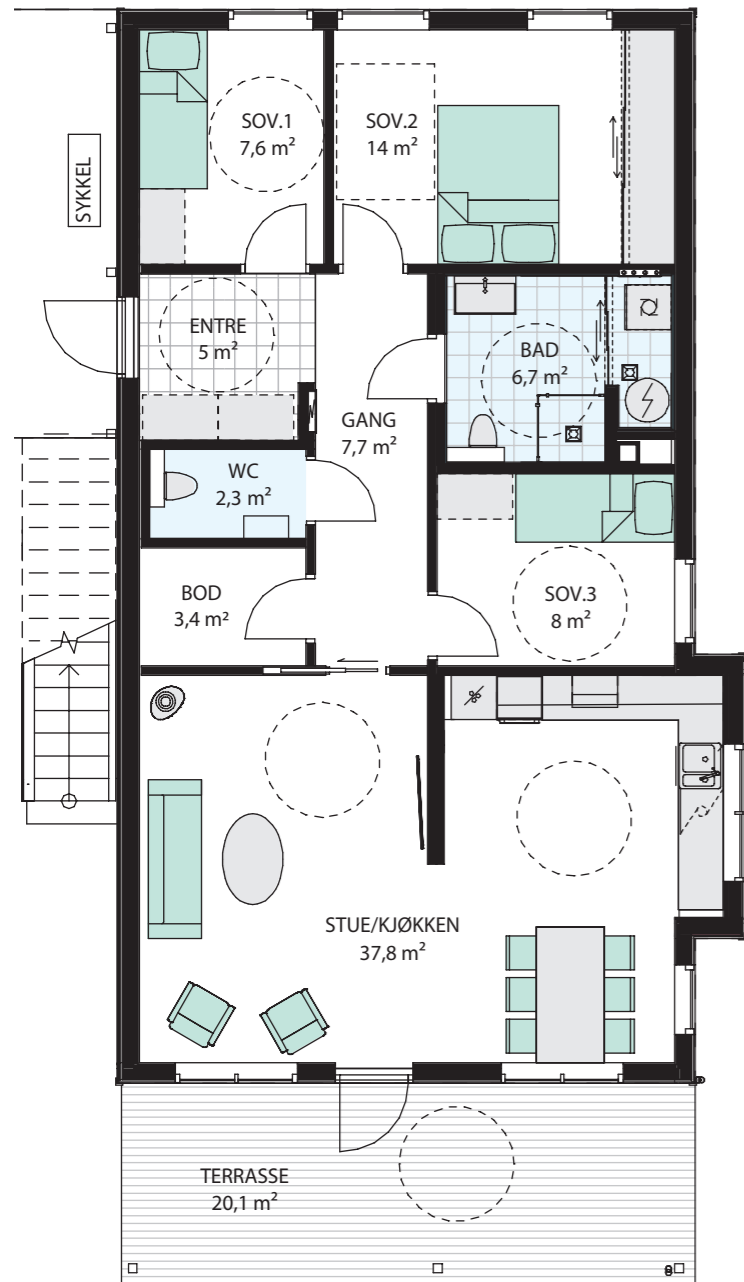 SOV.1
7,6 m²
SOV.2
14 m²
SYKKEL
ENTRE
5 m²
BAD
6,7 m²
GANG
7,7 m²
WC
2,3 m²
BOD
3,4 m²
SOV.3
8 m²
STUE/KJØKKEN
37,8 m²
TERRASSE
20,1 m²